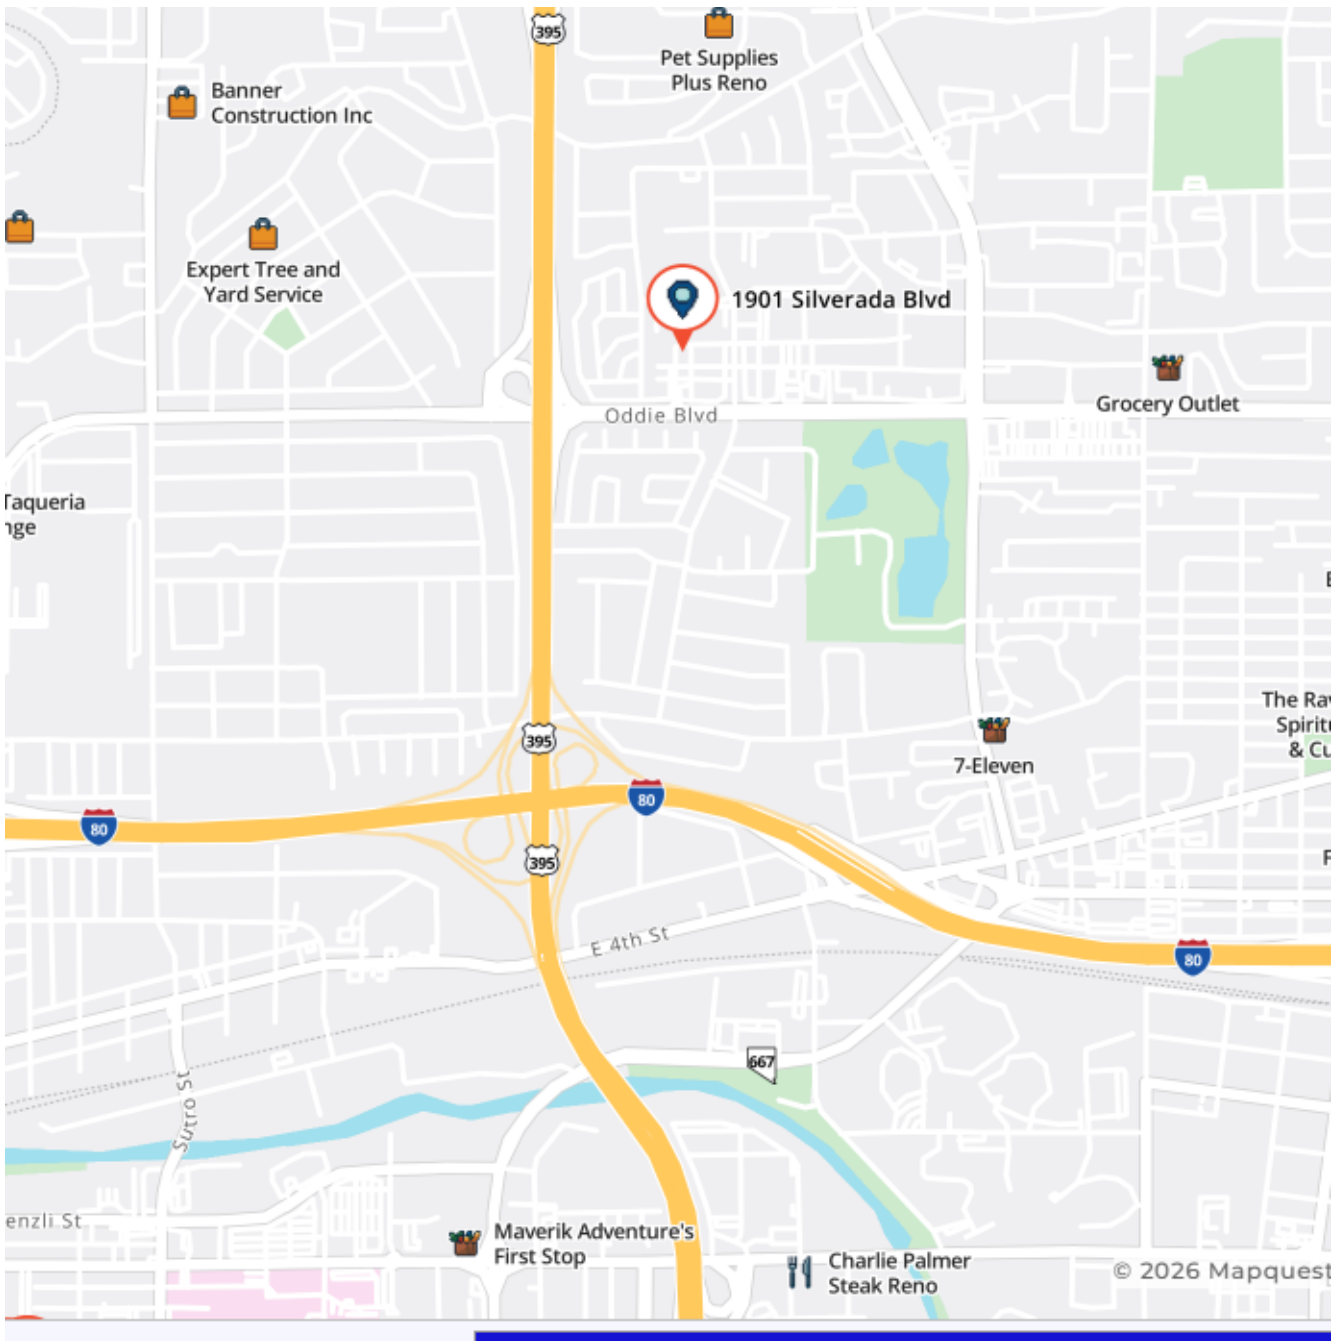 395
Pet Supplies
Plus Reno
Banner
Construction Inc
Expert Tree and
Yard Service
1901 Silverada Blvd
Grocery Outlet
Oddie Blvd
Taqueria
395
The
7-Eleven
80
80
395
E 4th St
80
667
Sutro St
St
Maverik Adventure's
First Stop
Charlie Palmer
Steak Reno
© 2026 Mapquest